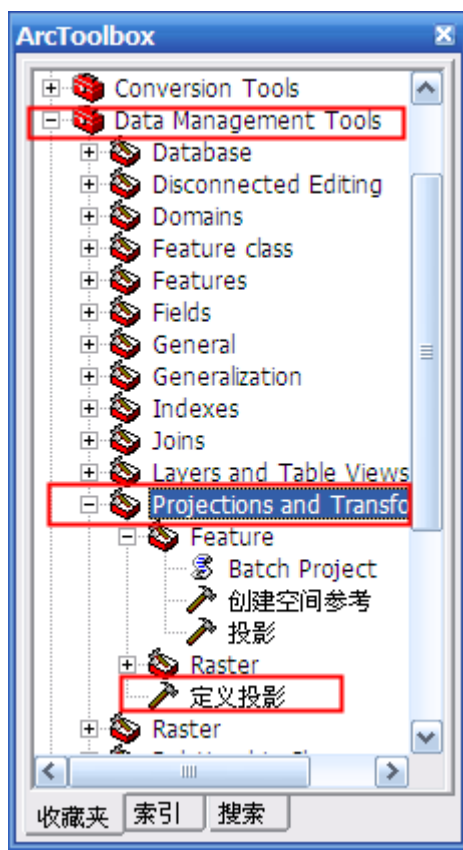 ArcToolbox
Conversion Tools
Data Management Tools
Database
Disconnected Editing
Domains
Feature class
Features
Fields
General
Generalization
Indexes
Joins
Layers and Table Views
Projections and Transfo
Feature
Batch Project
创建空间参考
投影
Raster
定义投影
Raster
收藏夹 索引 搜索